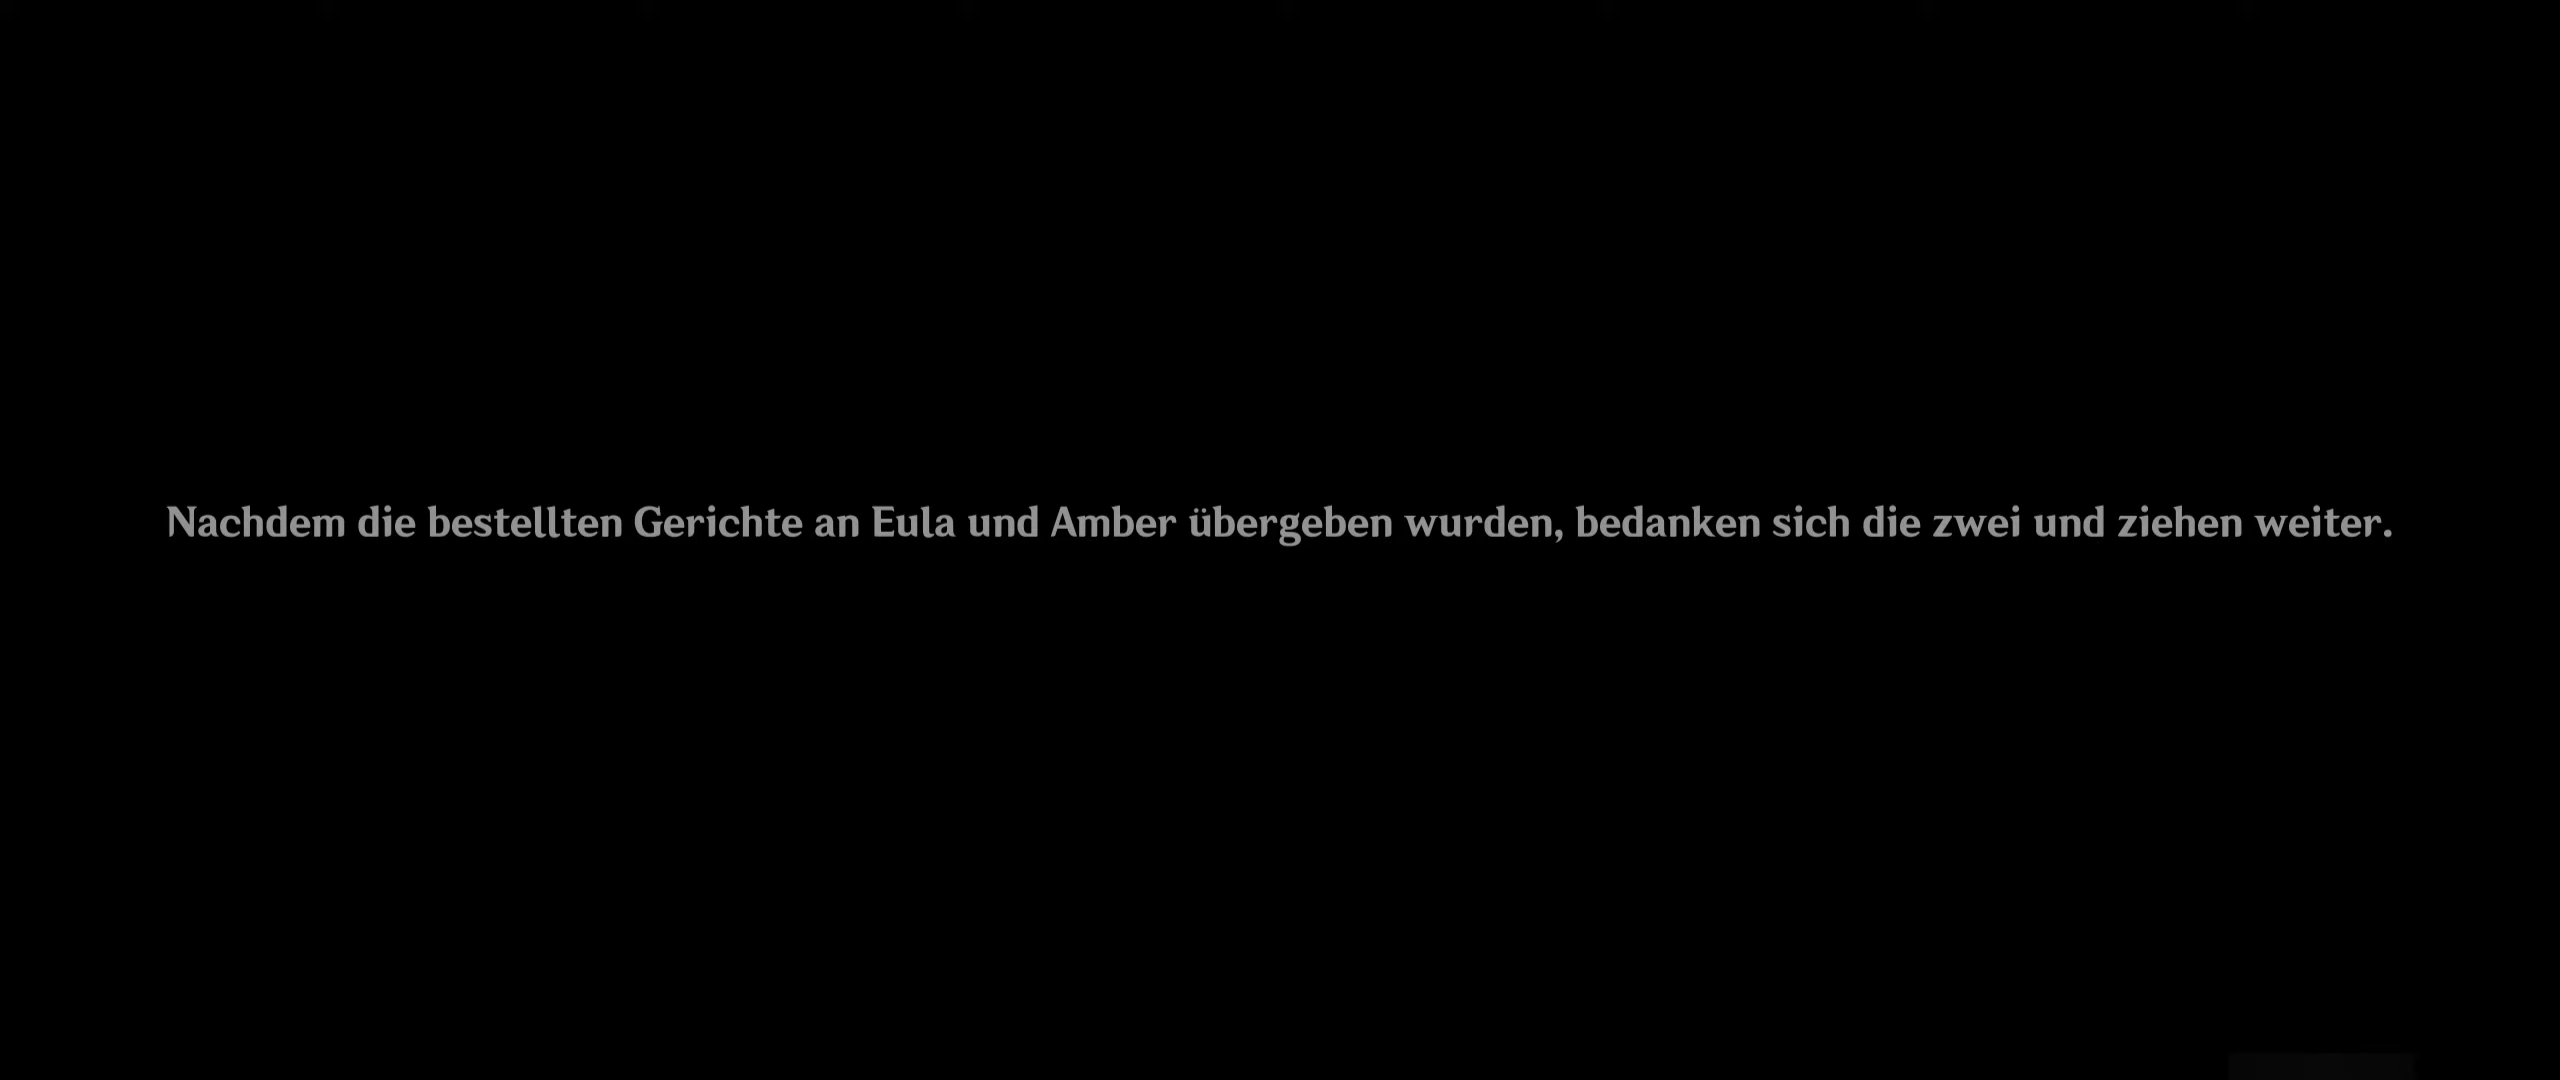 Nachdem die bestellten Gerichte an Eula und Amber übergeben wurden, bedanken sich die zwei und ziehen weiter.